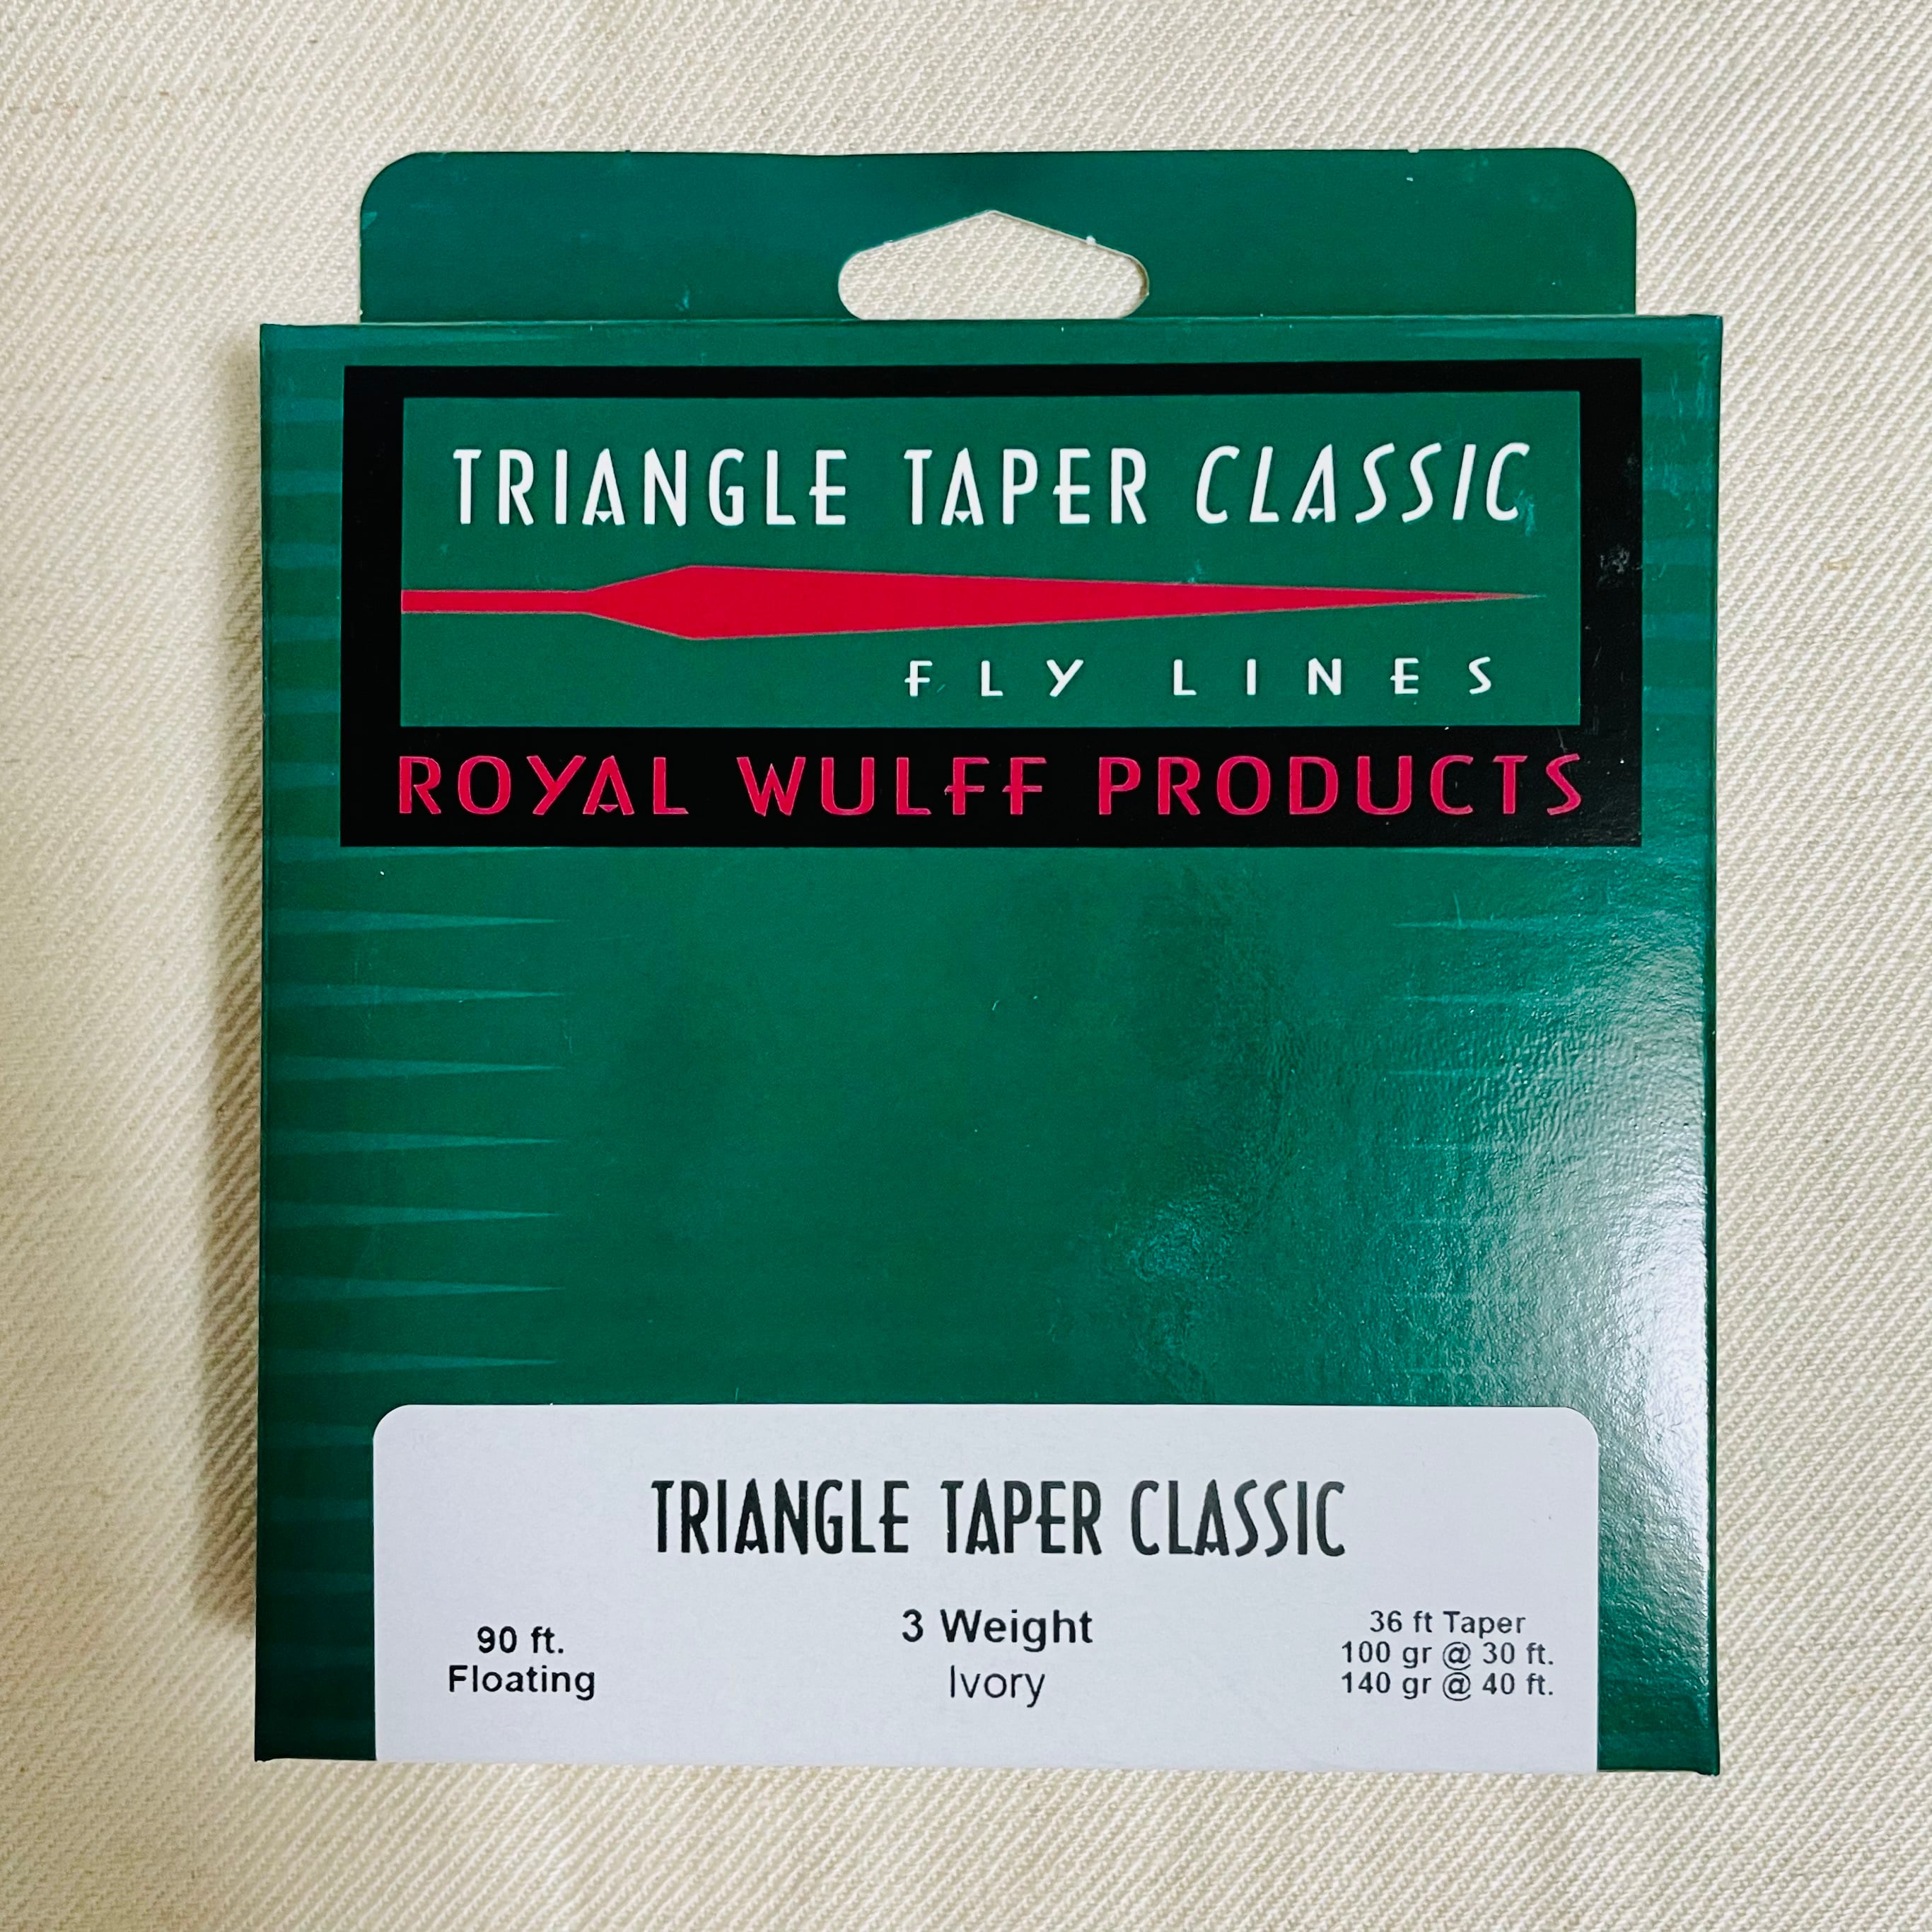 TRIANGLE TAPER CLASSIC
FLY LINES
ROYAL WULFF PRODUCTS
TRIANGLE TAPER CLASSIC
90 ft.
Floating
3 Weight
Ivory
36 ft Taper
100 gr @ 30 ft.
140 gr @ 40 ft.